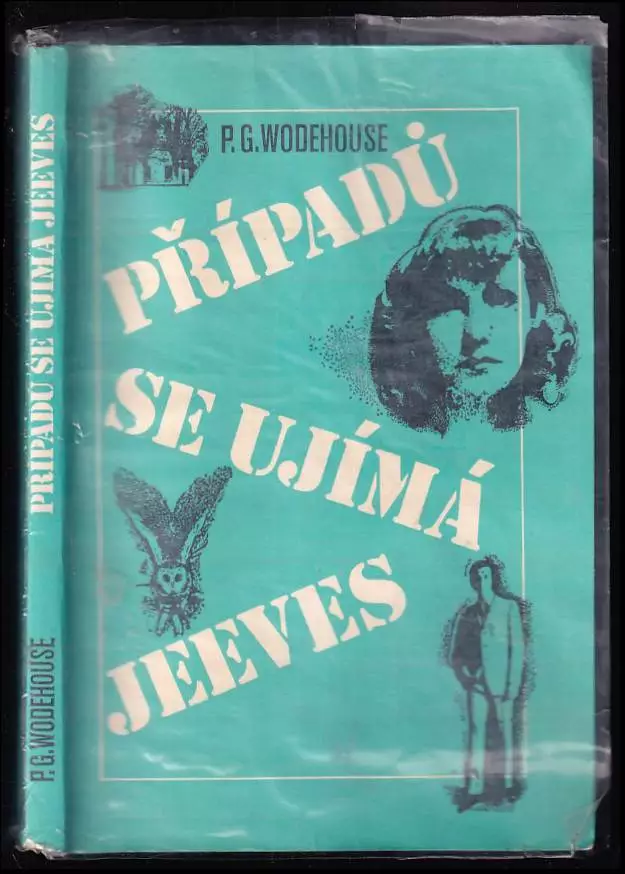 P. G. WODEHOUSE
PŘÍPADŮ
SE UJÍMÁ
JEEVES
P. G. WODEHOUSE PŘÍPADU SE UJÍMÁ JEEVES